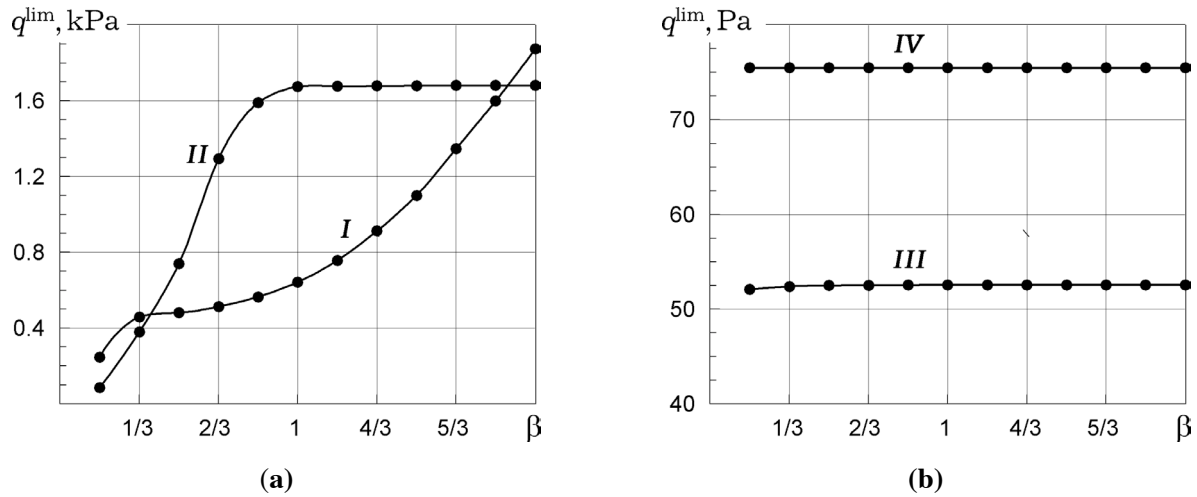 q^lim, kPa
1.6
1.2
0.8
0.4
II
I
1/3 2/3 1 4/3 5/3 β
(a)
q^lim, Pa
70
60
50
40
IV
III
1/3 2/3 1 4/3 5/3 β
(b)